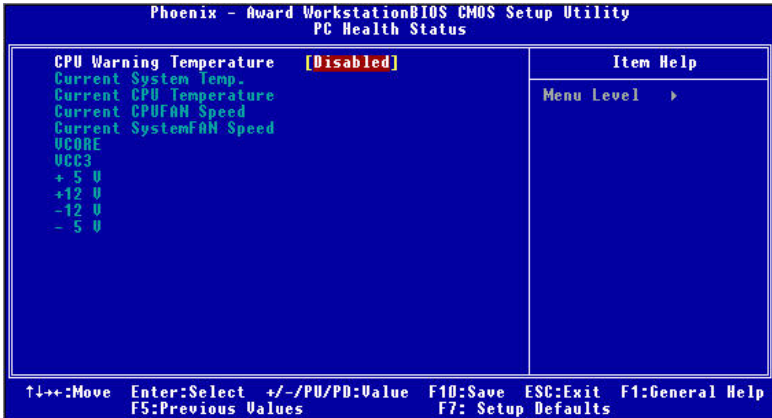 Phoenix - Award WorkstationBIOS CMOS Setup Utility
PC Health Status
CPU Warning Temperature [Disabled]
Current System Temp.
Current CPU Temperature
Current CPUFAN Speed
Current SystemFAN Speed
VCORE
VCC3
+ 5 V
+12 V
-12 V
- 5 V
Item Help
Menu Level ▸
↑↓→←:Move Enter:Select +/-/PU/PD:Value F10:Save ESC:Exit F1:General Help
F5:Previous Values F7: Setup Defaults